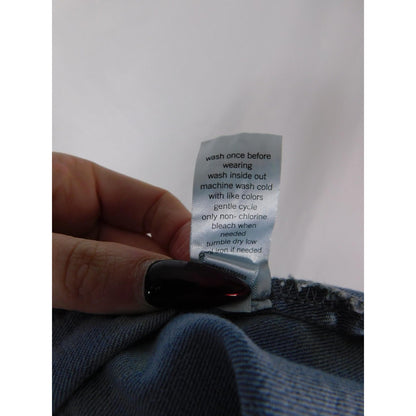 wash once before
wearing
wash inside out
machine wash cold
with like colors
gentle cycle
only non- chlorine
bleach when
needed
tumble dry low
iron if needed